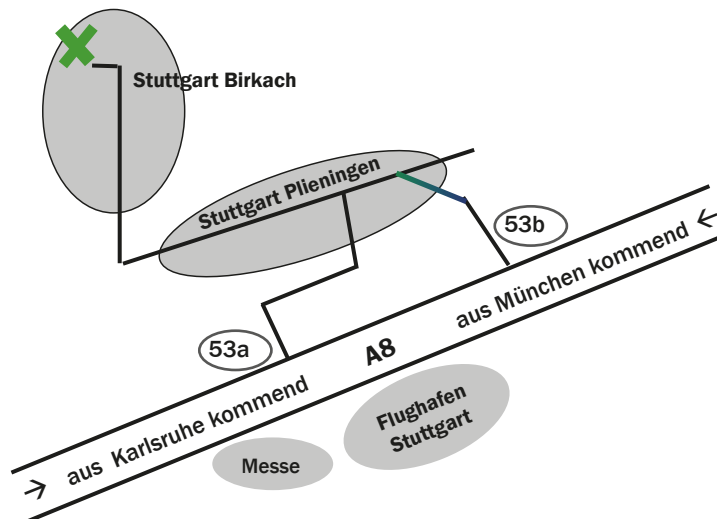 Stuttgart Birkach
Stuttgart Plieningen
53b
aus München kommend
53a
A8
aus Karlsruhe kommend
Flughafen
Stuttgart
Messe